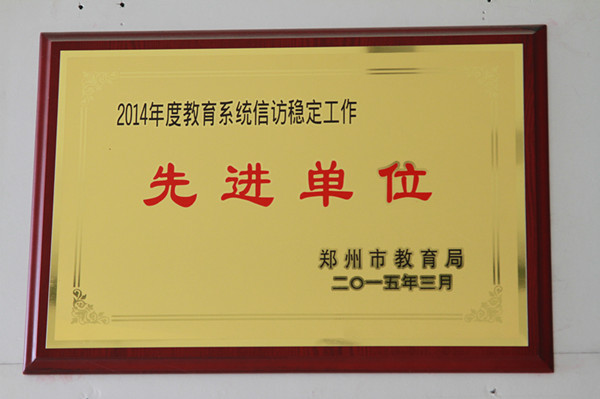 2014年度教育系统信访稳定工作
先进单位
郑州市教育局
二〇一五年三月